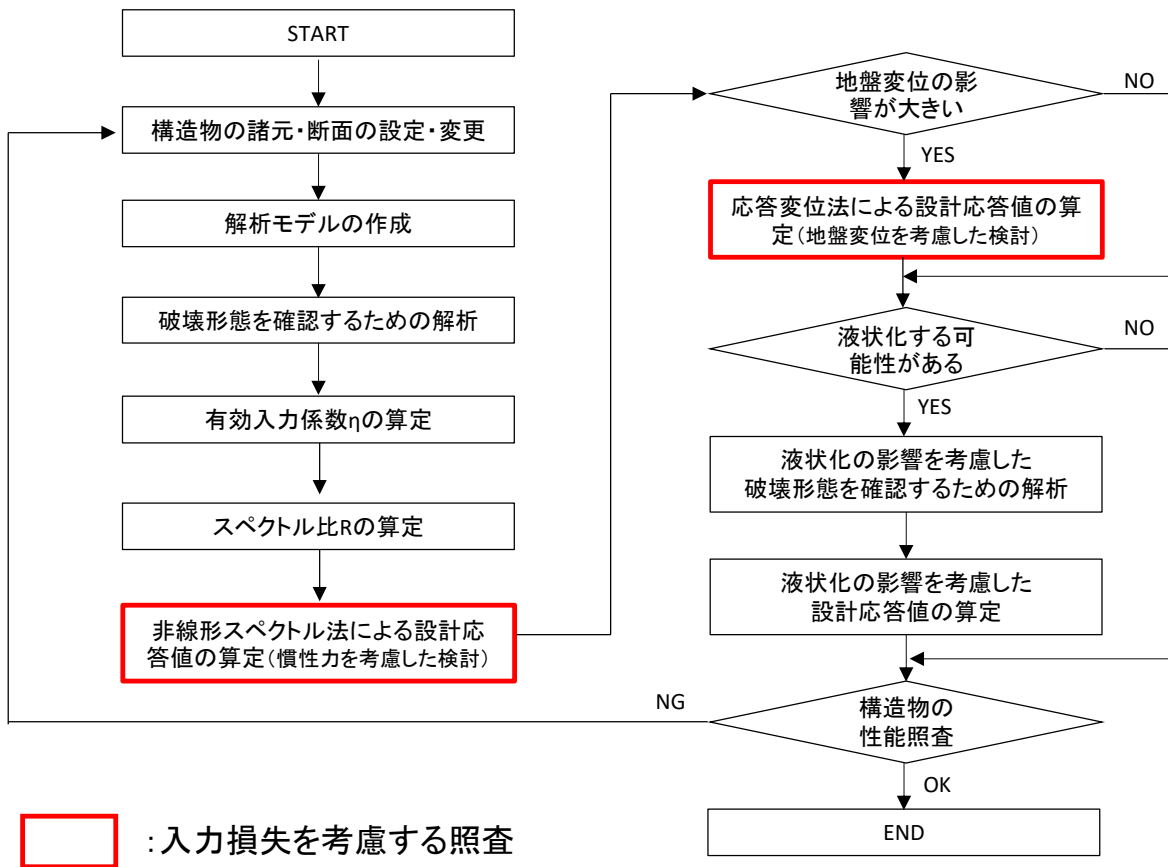 START
構造物の諸元・断面の設定・変更
解析モデルの作成
破壊形態を確認するための解析
有効入力係数ηの算定
スペクトル比Rの算定
非線形スペクトル法による設計応
答値の算定(慣性力を考慮した検討)
地盤変位の影
響が大きい
NO
YES
応答変位法による設計応答値の算
定(地盤変位を考慮した検討)
液状化する可
能性がある
NO
YES
液状化の影響を考慮した
破壊形態を確認するための解析
液状化の影響を考慮した
設計応答値の算定
構造物の
性能照査
NG
OK
END
:入力損失を考慮する照査